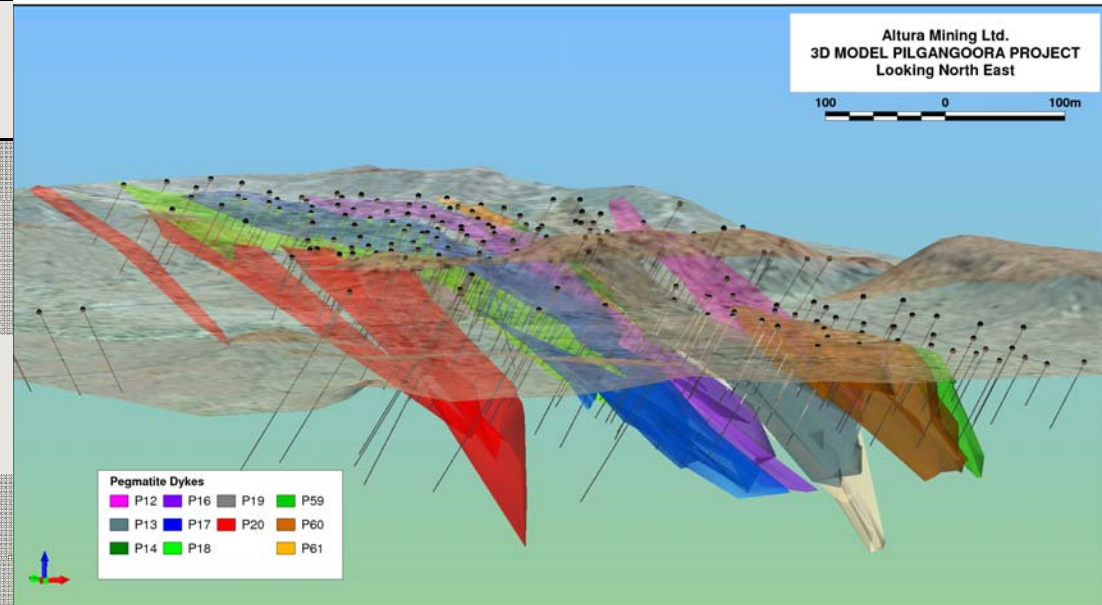 Altura Mining Ltd.
3D MODEL PILGANGOORA PROJECT
Looking North East
100 0 100m
Pegmatite Dykes
P12 P16 P19 P59
P13 P17 P20 P60
P14 P18 P61